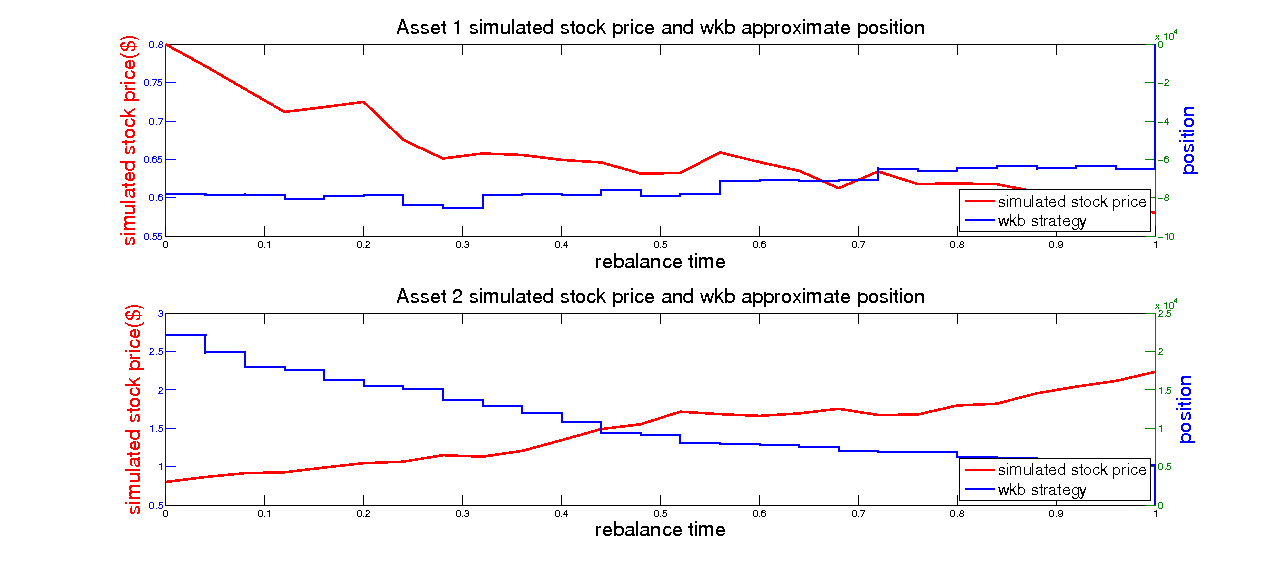 Asset 1 simulated stock price and wkb approximate position
simulated stock price($)
0.8
0.75
0.7
0.65
0.6
0.55
x 10^4
0
-2
-4
-6
-8
-10
position
simulated stock price
wkb strategy
0 0.1 0.2 0.3 0.4 0.5 0.6 0.7 0.8 0.9 1
rebalance time
Asset 2 simulated stock price and wkb approximate position
simulated stock price($)
3
2.5
2
1.5
1
0.5
x 10^4
2.5
2
1.5
1
0.5
0
position
simulated stock price
wkb strategy
0 0.1 0.2 0.3 0.4 0.5 0.6 0.7 0.8 0.9 1
rebalance time